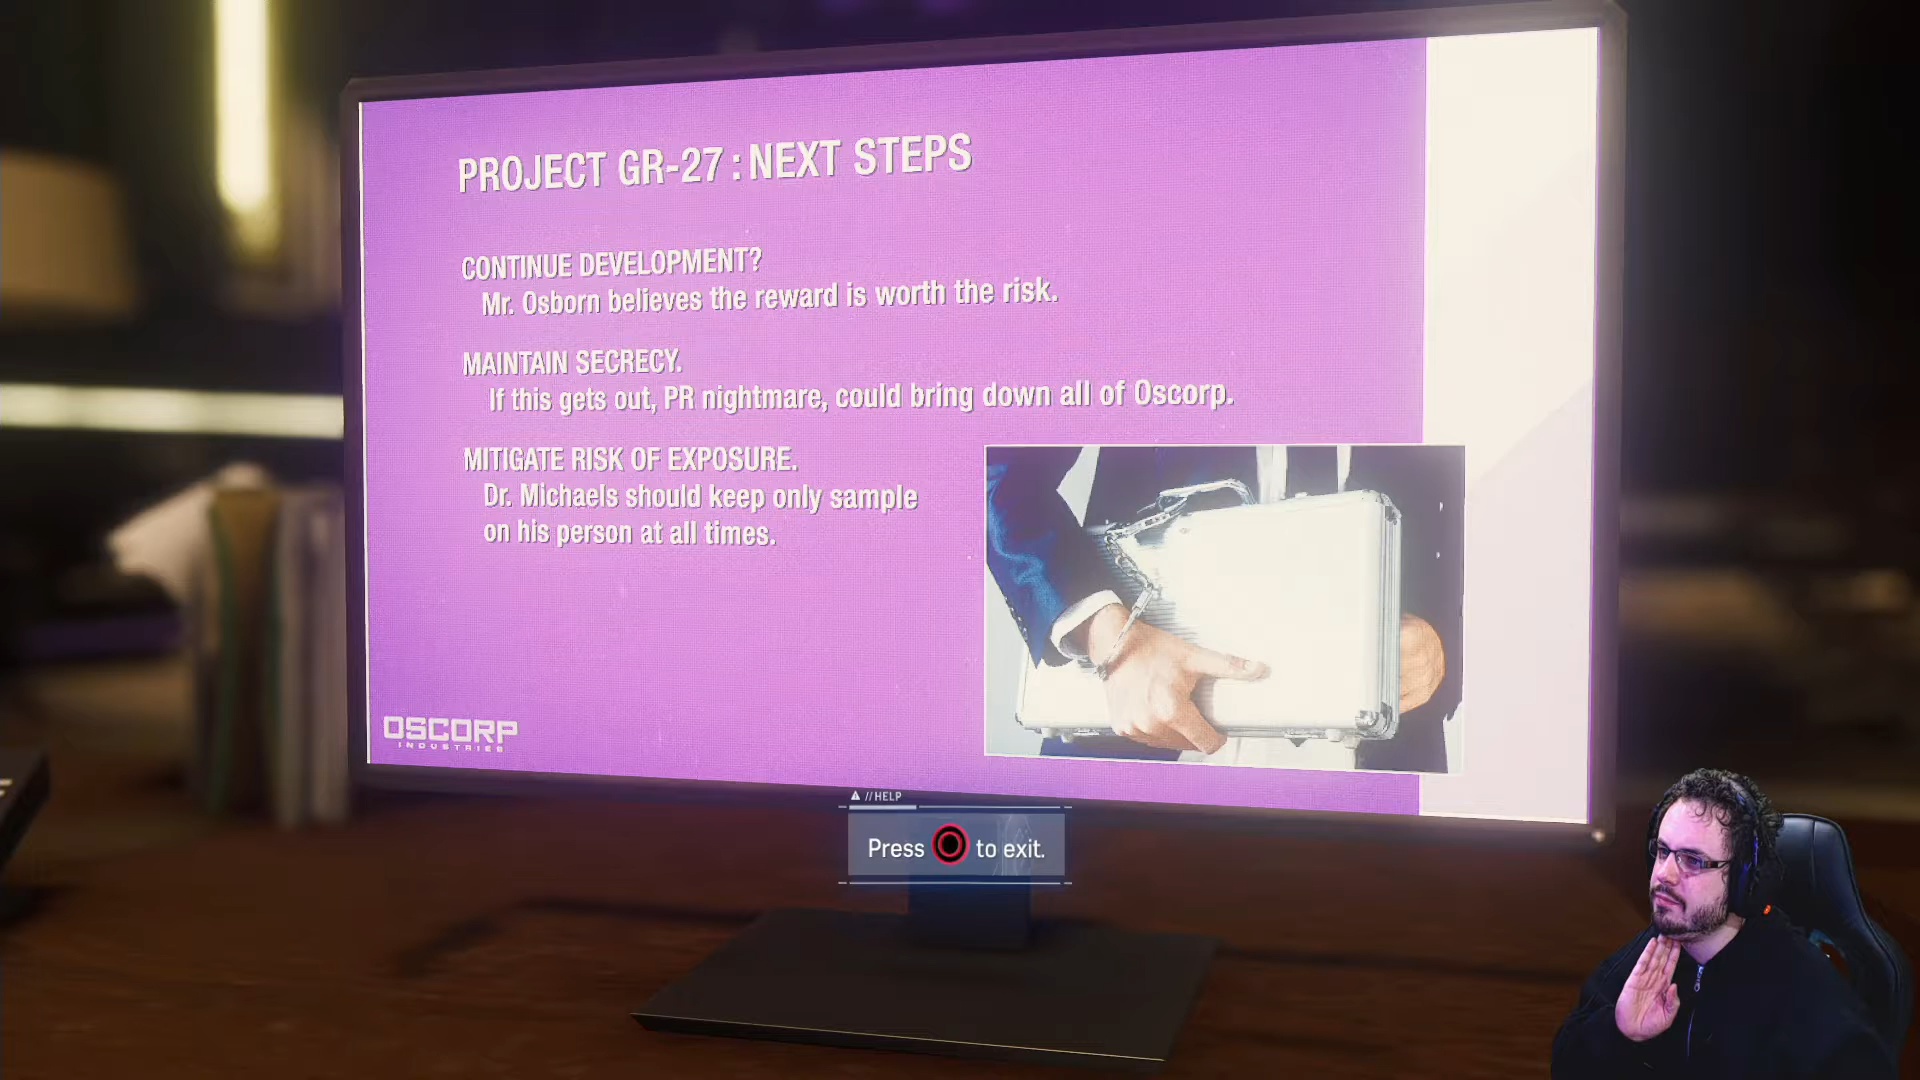 PROJECT GR-27 : NEXT STEPS
CONTINUE DEVELOPMENT?
Mr. Osborn believes the reward is worth the risk.
MAINTAIN SECRECY.
If this gets out, PR nightmare, could bring down all of Oscorp.
MITIGATE RISK OF EXPOSURE.
Dr. Michaels should keep only sample
on his person at all times.
OSCORP
INDUSTRIES
//HELP
Press to exit.